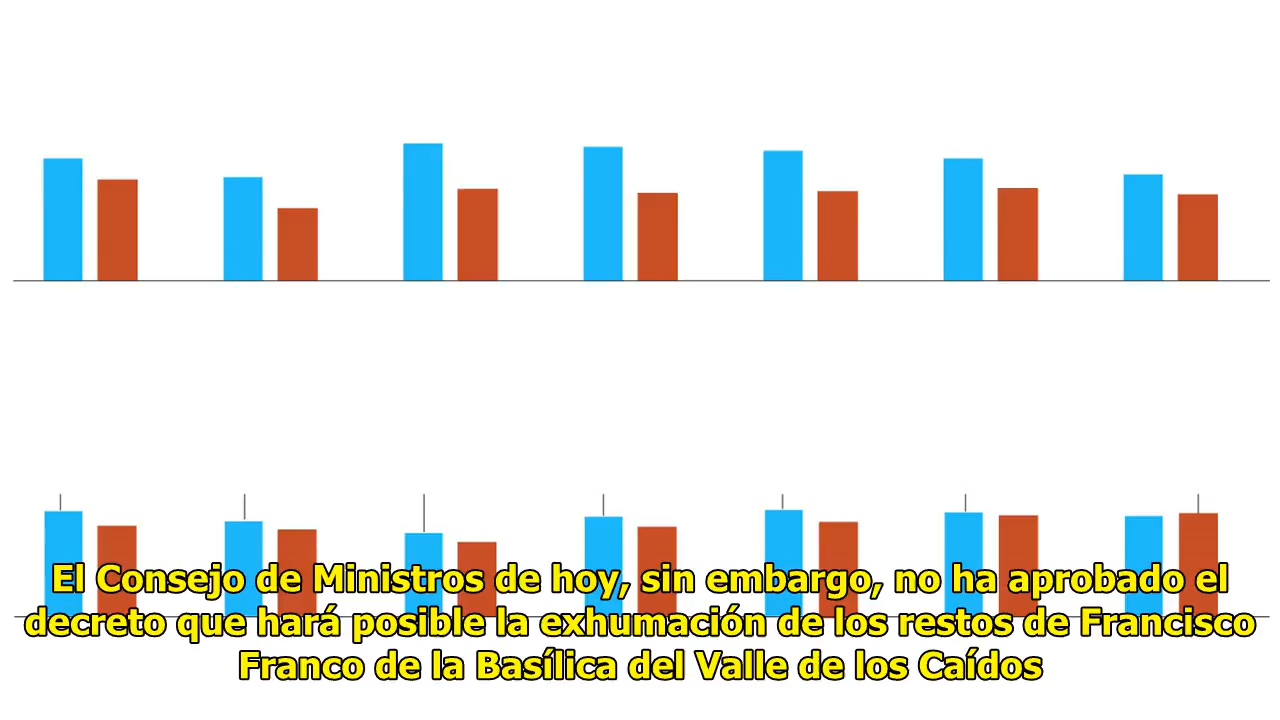 El Consejo de Ministros de hoy, sin embargo, no ha aprobado el
decreto que hará posible la exhumación de los restos de Francisco
Franco de la Basílica del Valle de los Caídos